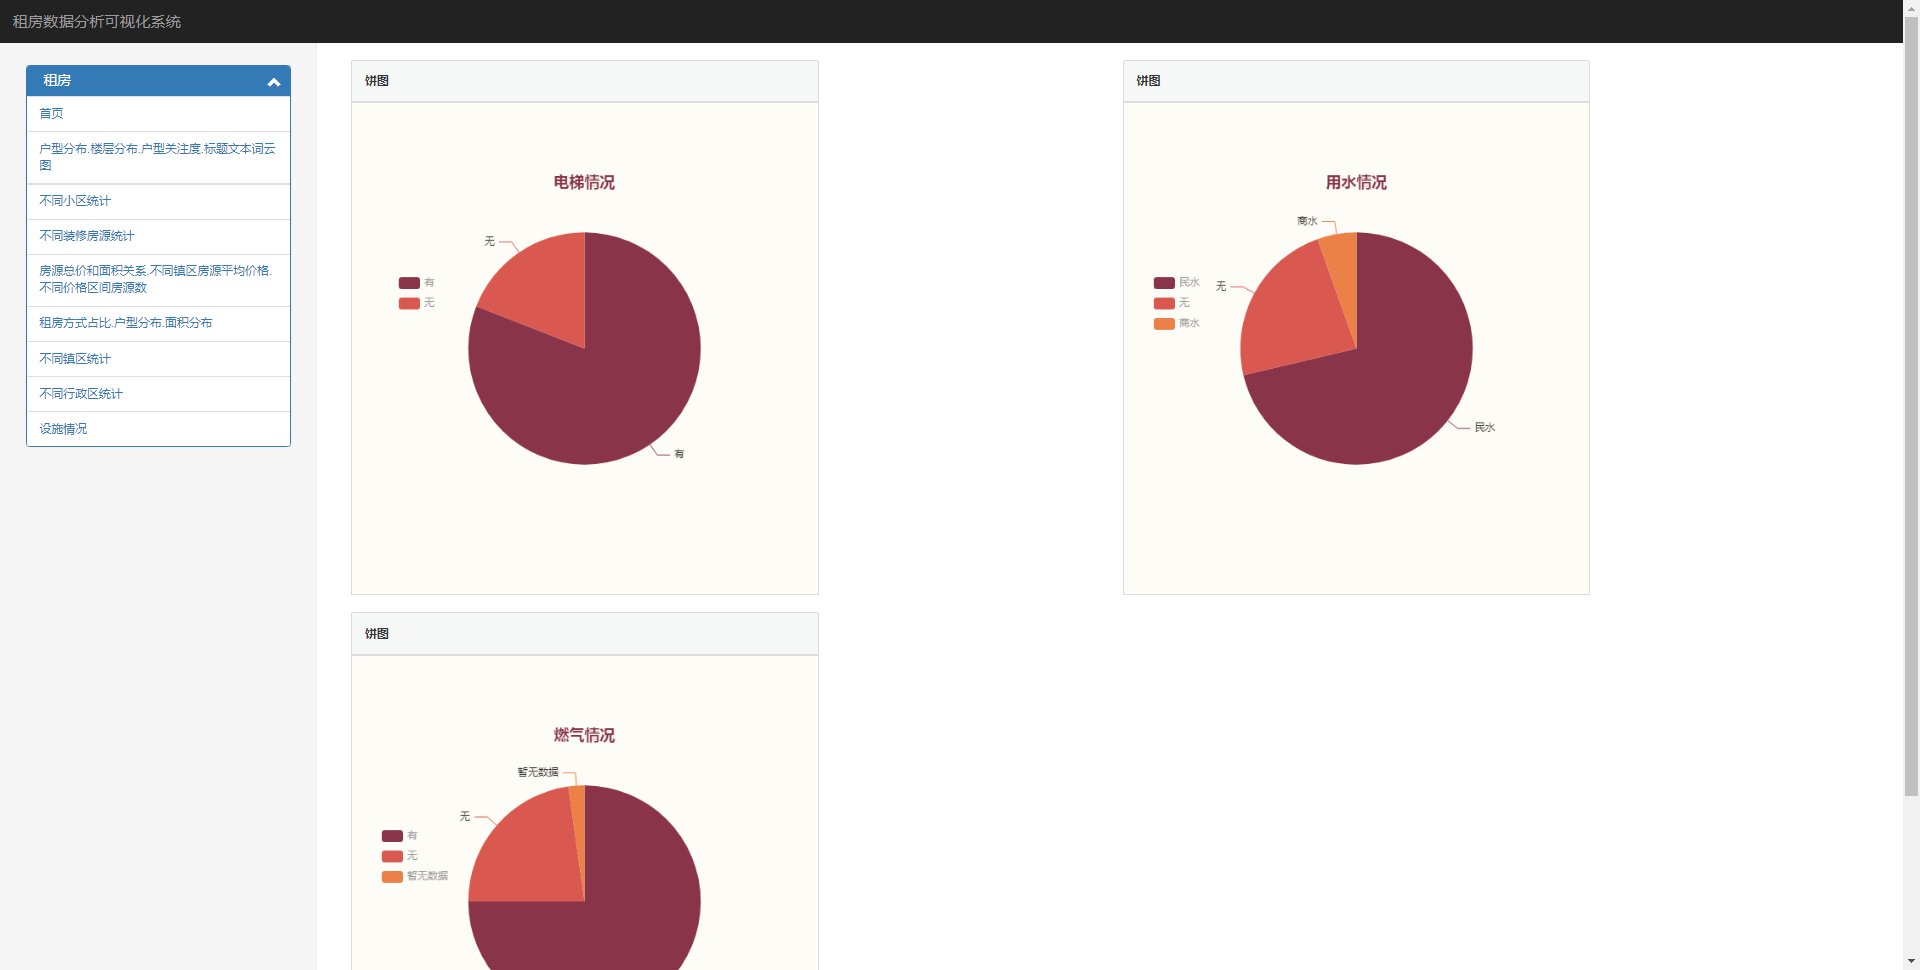 租房数据分析可视化系统
租房
首页
户型分布.楼层分布.户型关注度.标题文本词云
图
不同小区统计
不同装修房源统计
房源总价和面积关系.不同镇区房源平均价格.
不同价格区间房源数
租房方式占比.户型分布.面积分布
不同镇区统计
不同行政区统计
设施情况
饼图
电梯情况
无
有
无
有
饼图
用水情况
商水
民水
无
无
商水
民水
饼图
燃气情况
暂无数据
无
有
无
暂无数据